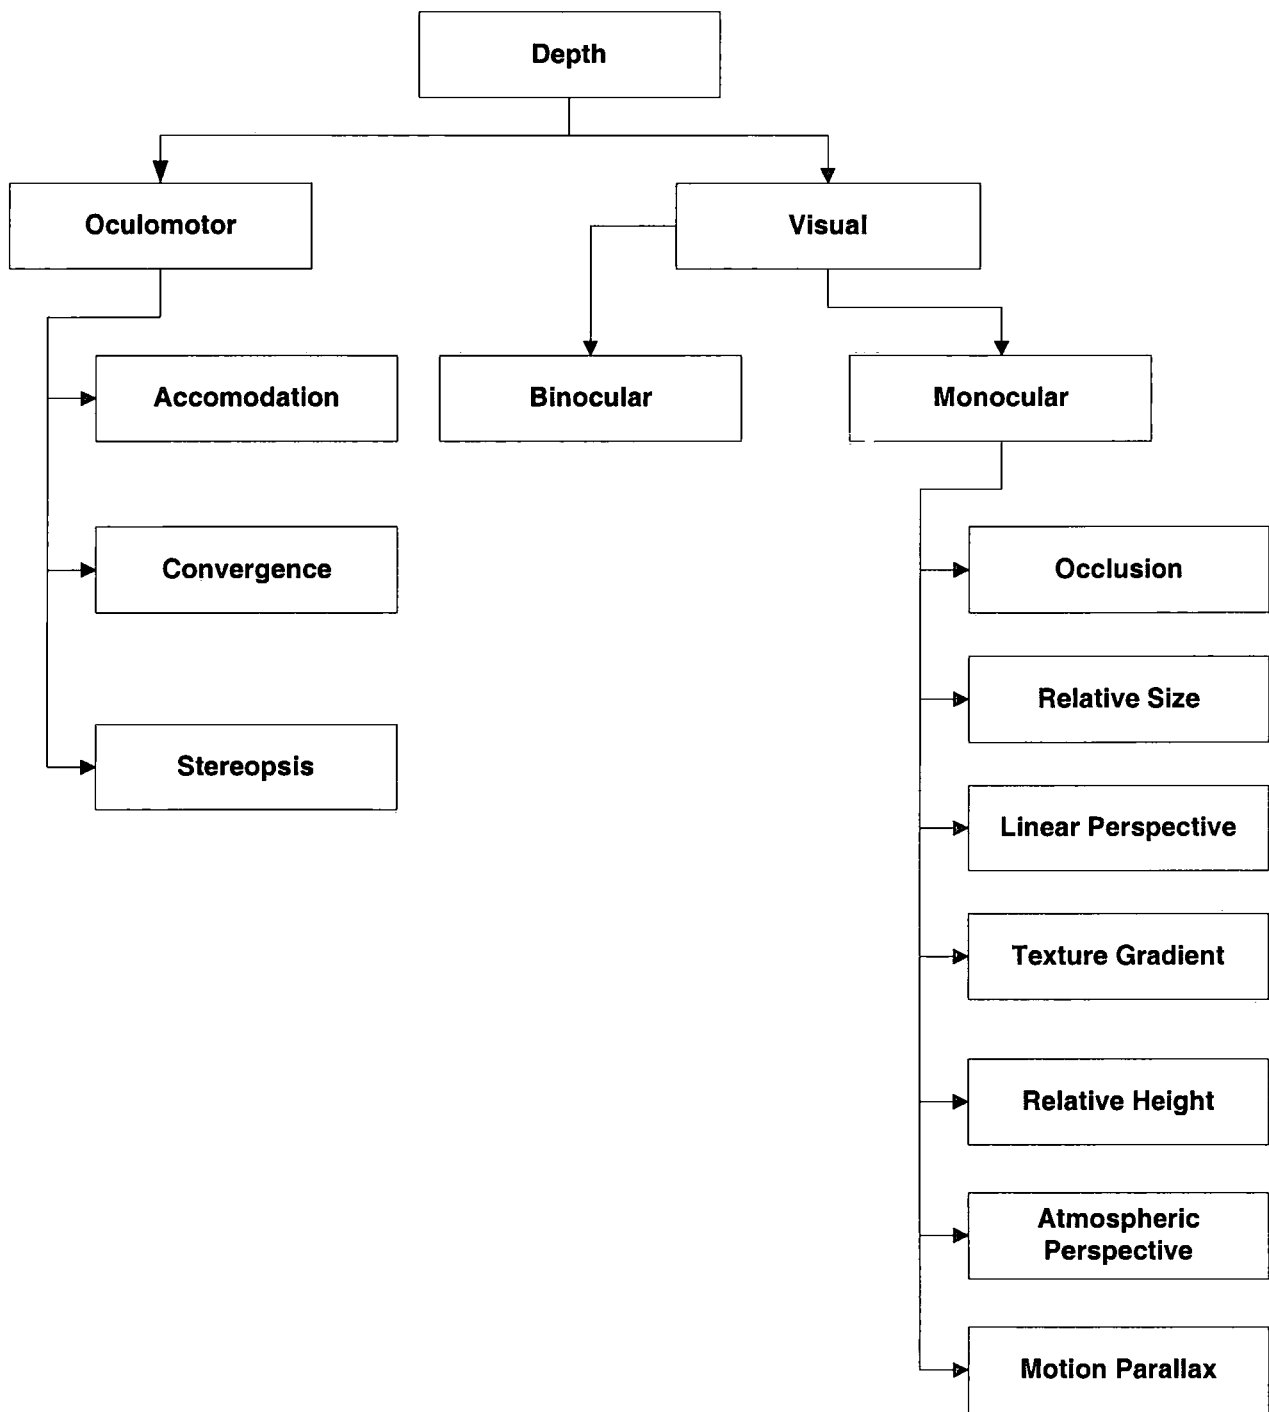 Depth
Oculomotor
Visual
Accomodation
Binocular
Monocular
Convergence
Occlusion
Relative Size
Stereopsis
Linear Perspective
Texture Gradient
Relative Height
Atmospheric
Perspective
Motion Parallax